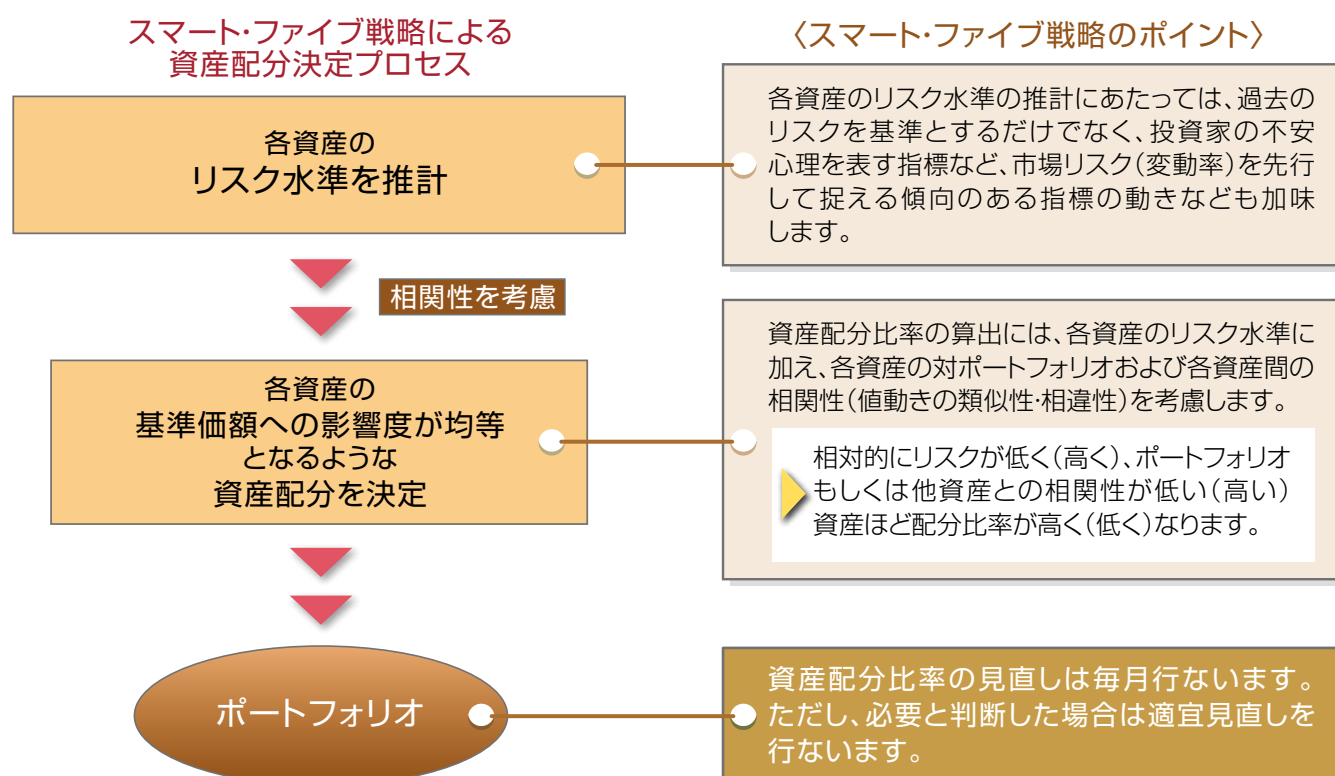 スマート・ファイブ戦略による
資産配分決定プロセス
〈スマート・ファイブ戦略のポイント〉
各資産の
リスク水準を推計
各資産のリスク水準の推計にあたっては、過去の
リスクを基準とするだけでなく、投資家の不安
心理を表す指標など、市場リスク（変動率）を先行
して捉える傾向のある指標の動きなども加味
します。
相関性を考慮
各資産の
基準価額への影響度が均等
となるような
資産配分を決定
資産配分比率の算出には、各資産のリスク水準に
加え、各資産の対ポートフォリオおよび各資産間の
相関性（値動きの類似性・相違性）を考慮します。
相対的にリスクが低く（高く）、ポートフォリオ
もしくは他資産との相関性が低い（高い）
資産ほど配分比率が高く（低く）なります。
ポートフォリオ
資産配分比率の見直しは毎月行ないます。
ただし、必要と判断した場合は適宜見直しを
行ないます。